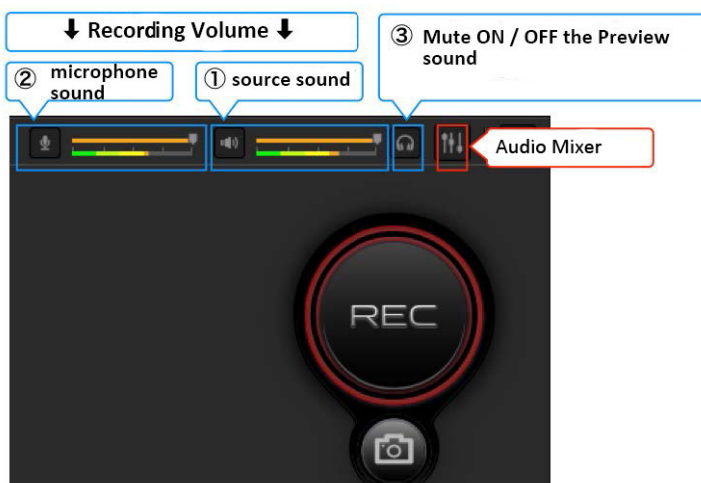 ⬇ Recording Volume ⬇
② microphone
sound
① source sound
③ Mute ON / OFF the Preview
sound
Audio Mixer
REC